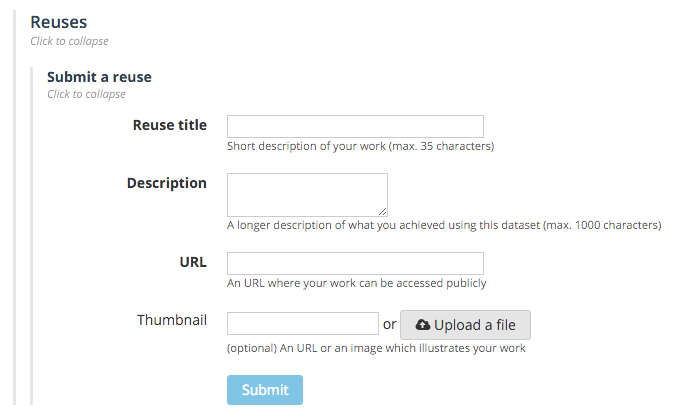 Reuses
Click to collapse
Submit a reuse
Click to collapse
Reuse title
Short description of your work (max. 35 characters)
Description
A longer description of what you achieved using this dataset (max. 1000 characters)
URL
An URL where your work can be accessed publicly
Thumbnail or Upload a file
(optional) An URL or an image which illustrates your work
Submit